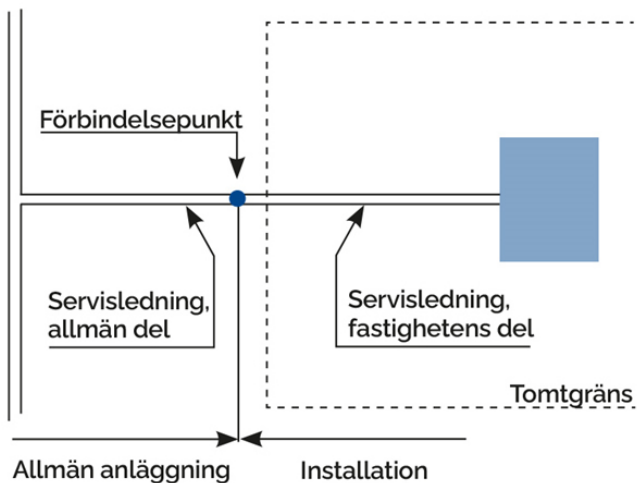 Förbindelsepunkt
Servisledning,
allmän del
Servisledning,
fastighetens del
Tomtgräns
Allmän anläggning
Installation